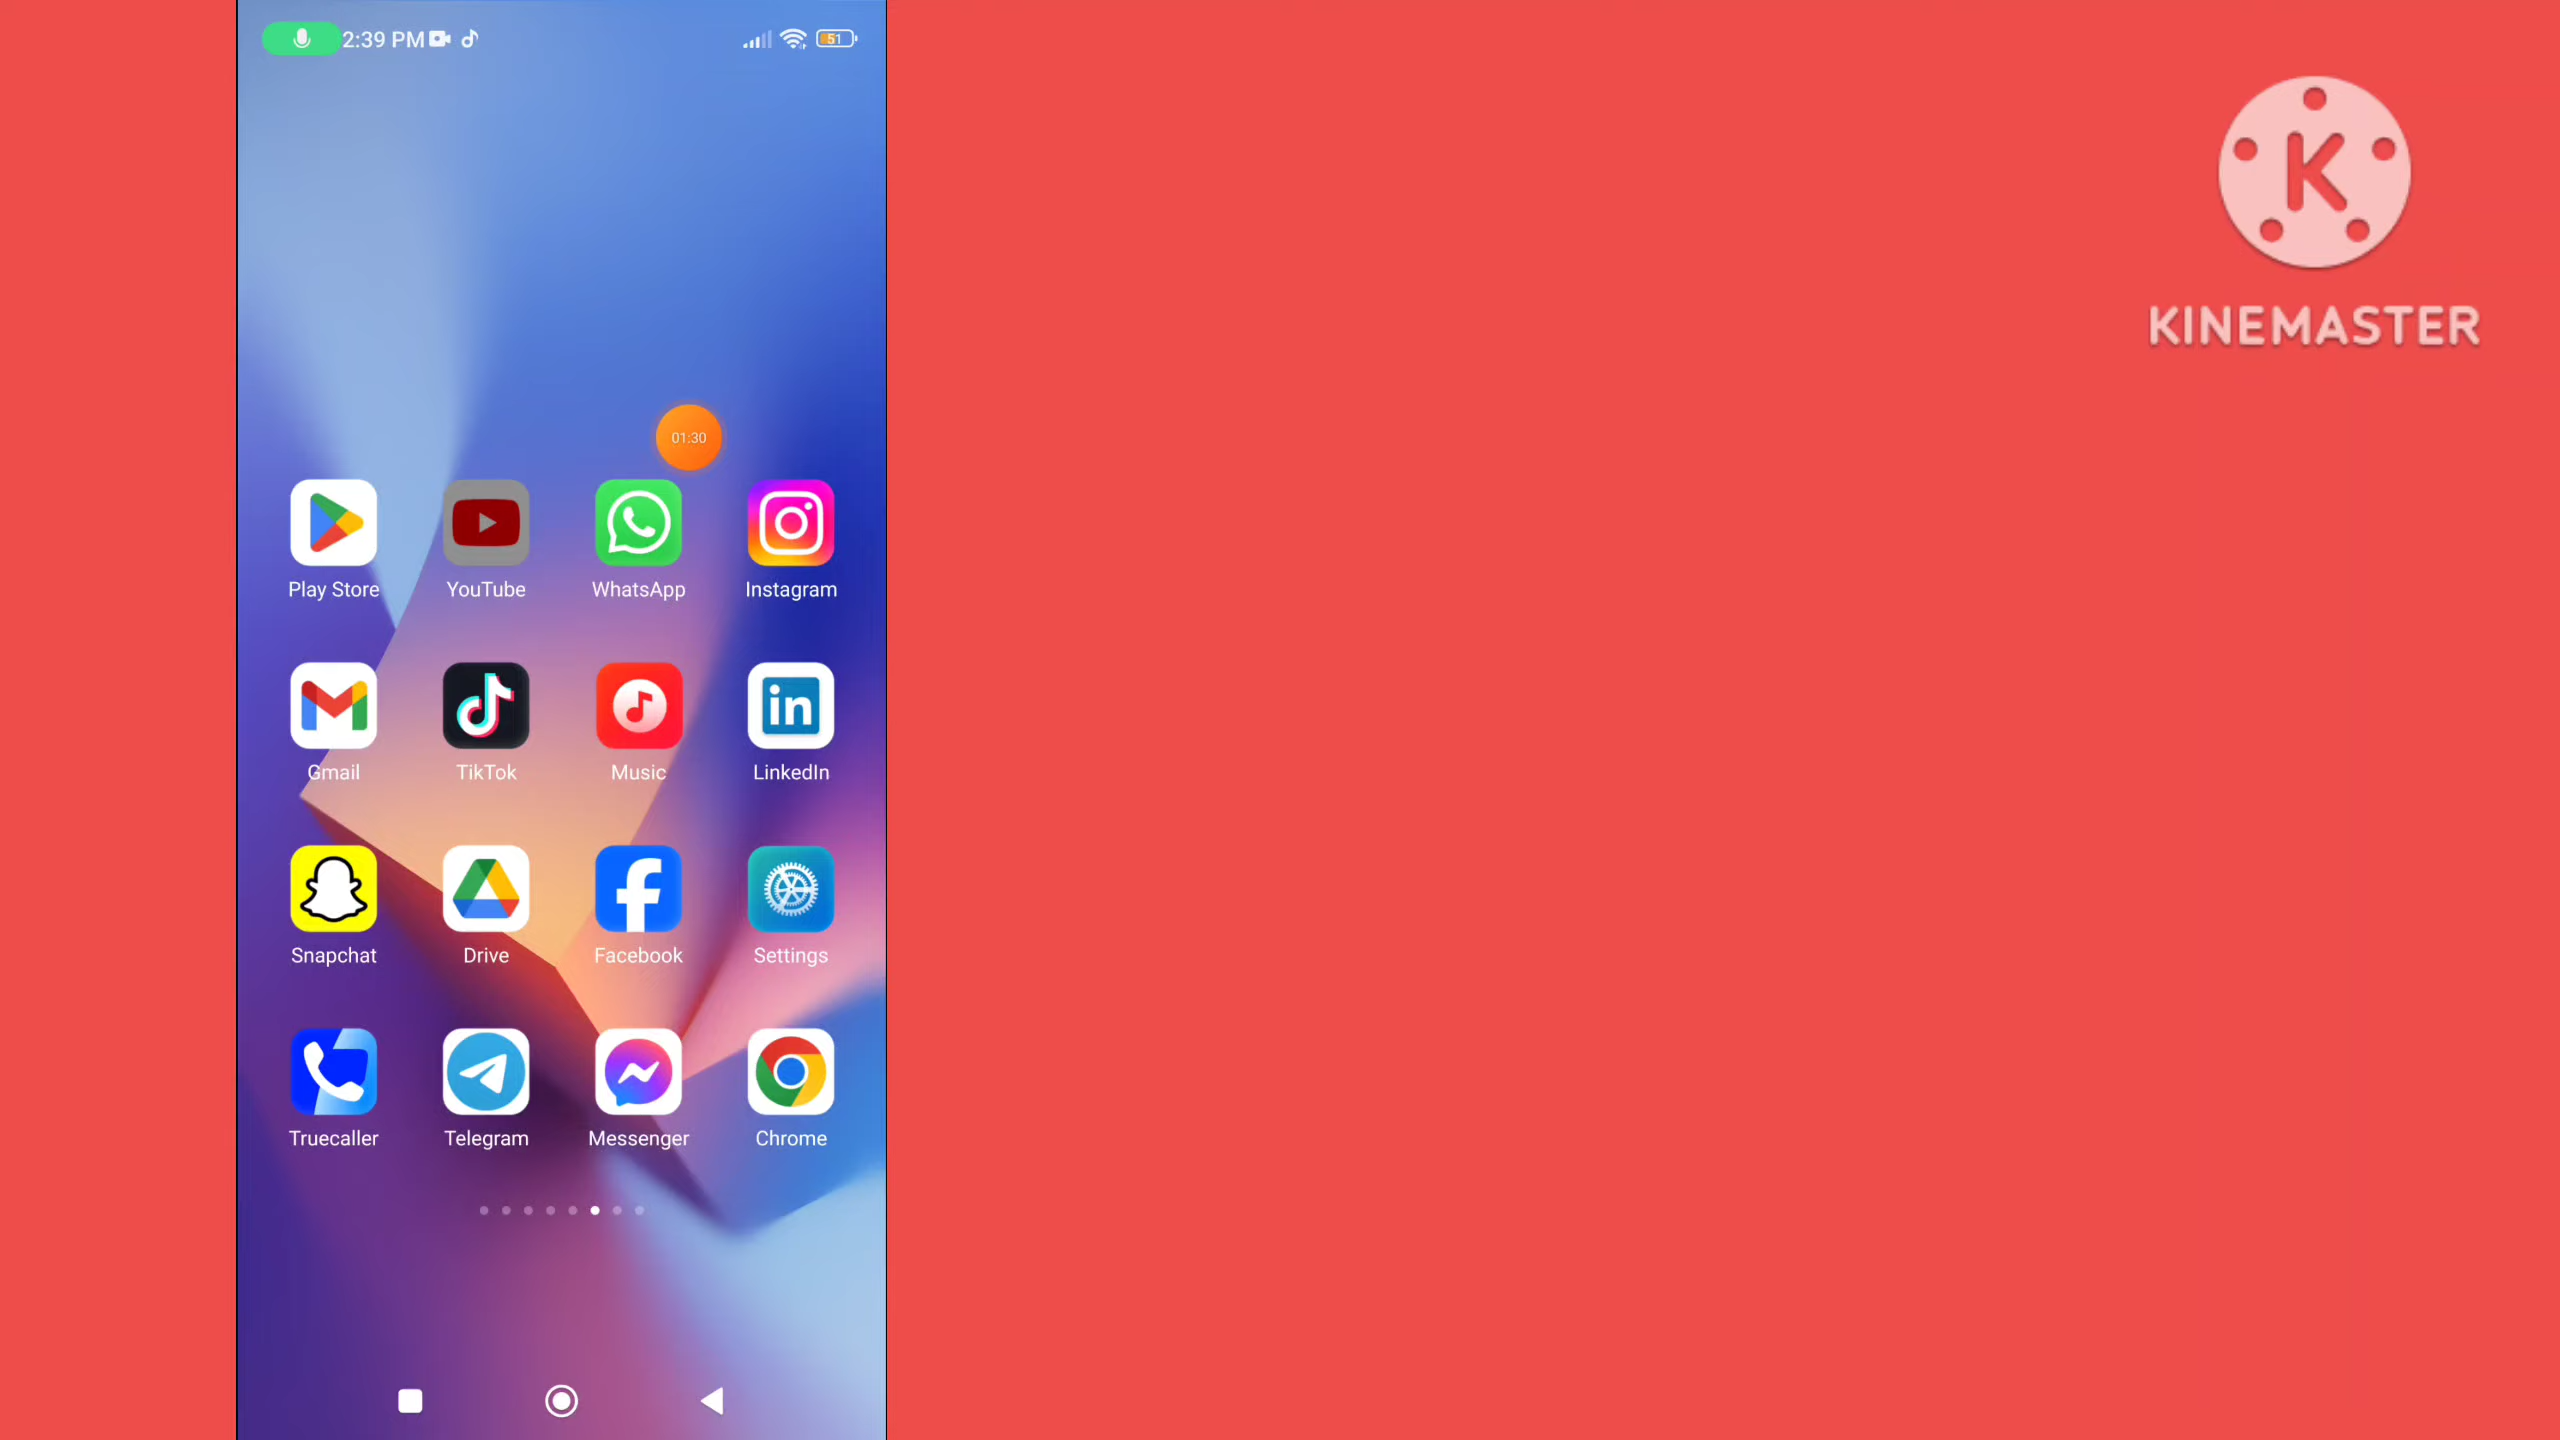 2:39 PM
51
KINEMASTER
01:30
Play Store
YouTube
WhatsApp
Instagram
Gmail
TikTok
Music
LinkedIn
Snapchat
Drive
Facebook
Settings
Truecaller
Telegram
Messenger
Chrome